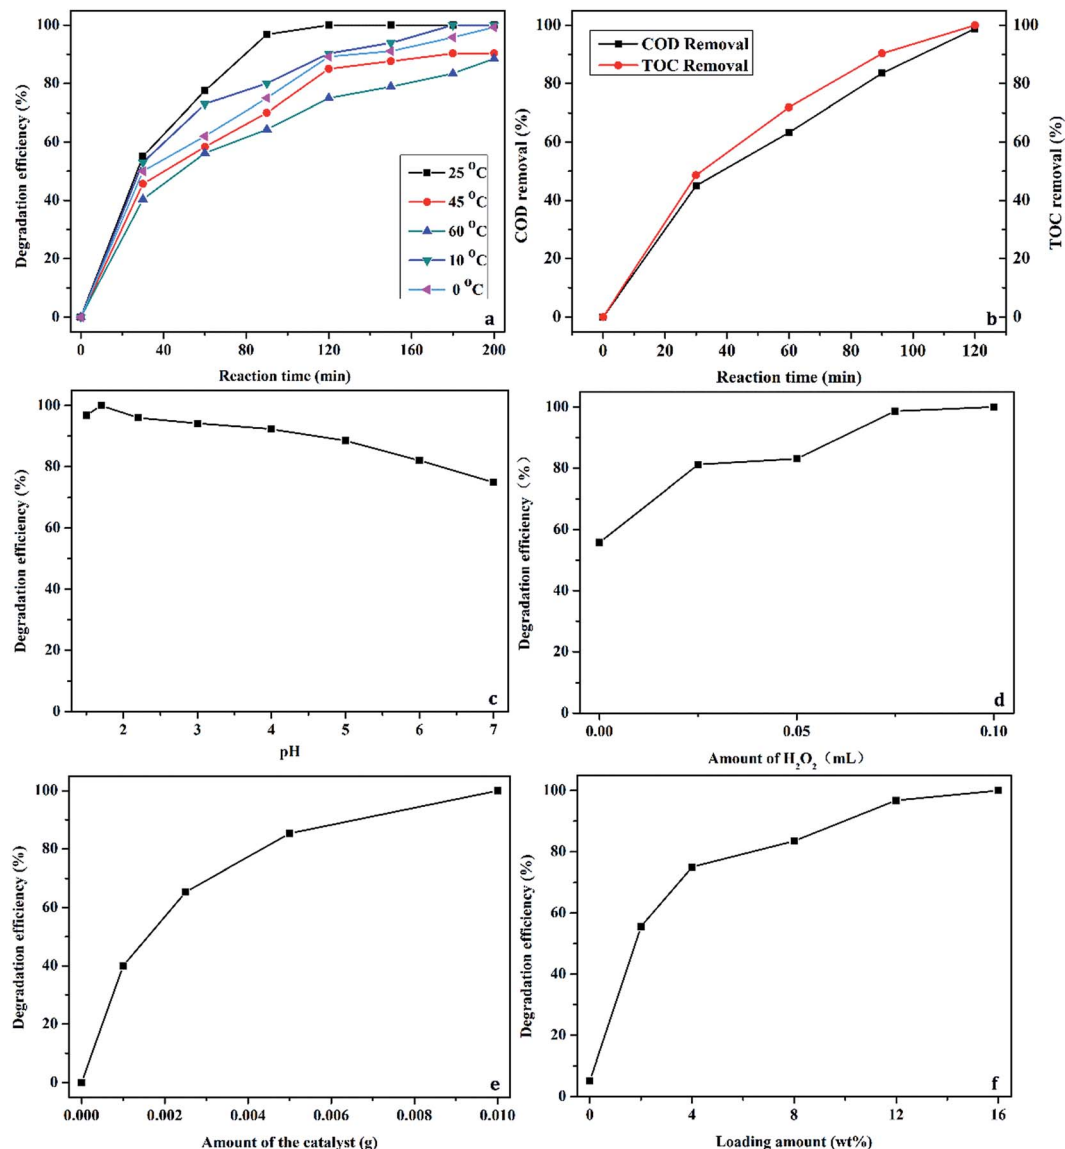 100
80
60
40
20
0
Degradation efficiency (%)
25 °C
45 °C
60 °C
10 °C
0 °C
a
0 40 80 120 160 200
Reaction time (min)
100
80
60
40
20
0
COD removal (%)
COD Removal
TOC Removal
100
80
60
40
20
0
TOC removal (%)
b
0 20 40 60 80 100 120
Reaction time (min)
100
80
60
40
20
0
Degradation efficiency (%)
c
2 3 4 5 6 7
pH
100
80
60
40
20
0
Degradation efficiency（%）
d
0.00 0.05 0.10
Amount of H₂O₂（mL）
100
80
60
40
20
0
Degradation efficiency (%)
e
0.000 0.002 0.004 0.006 0.008 0.010
Amount of the catalyst (g)
100
80
60
40
20
0
Degradation efficiency (%)
f
0 4 8 12 16
Loading amount (wt%)